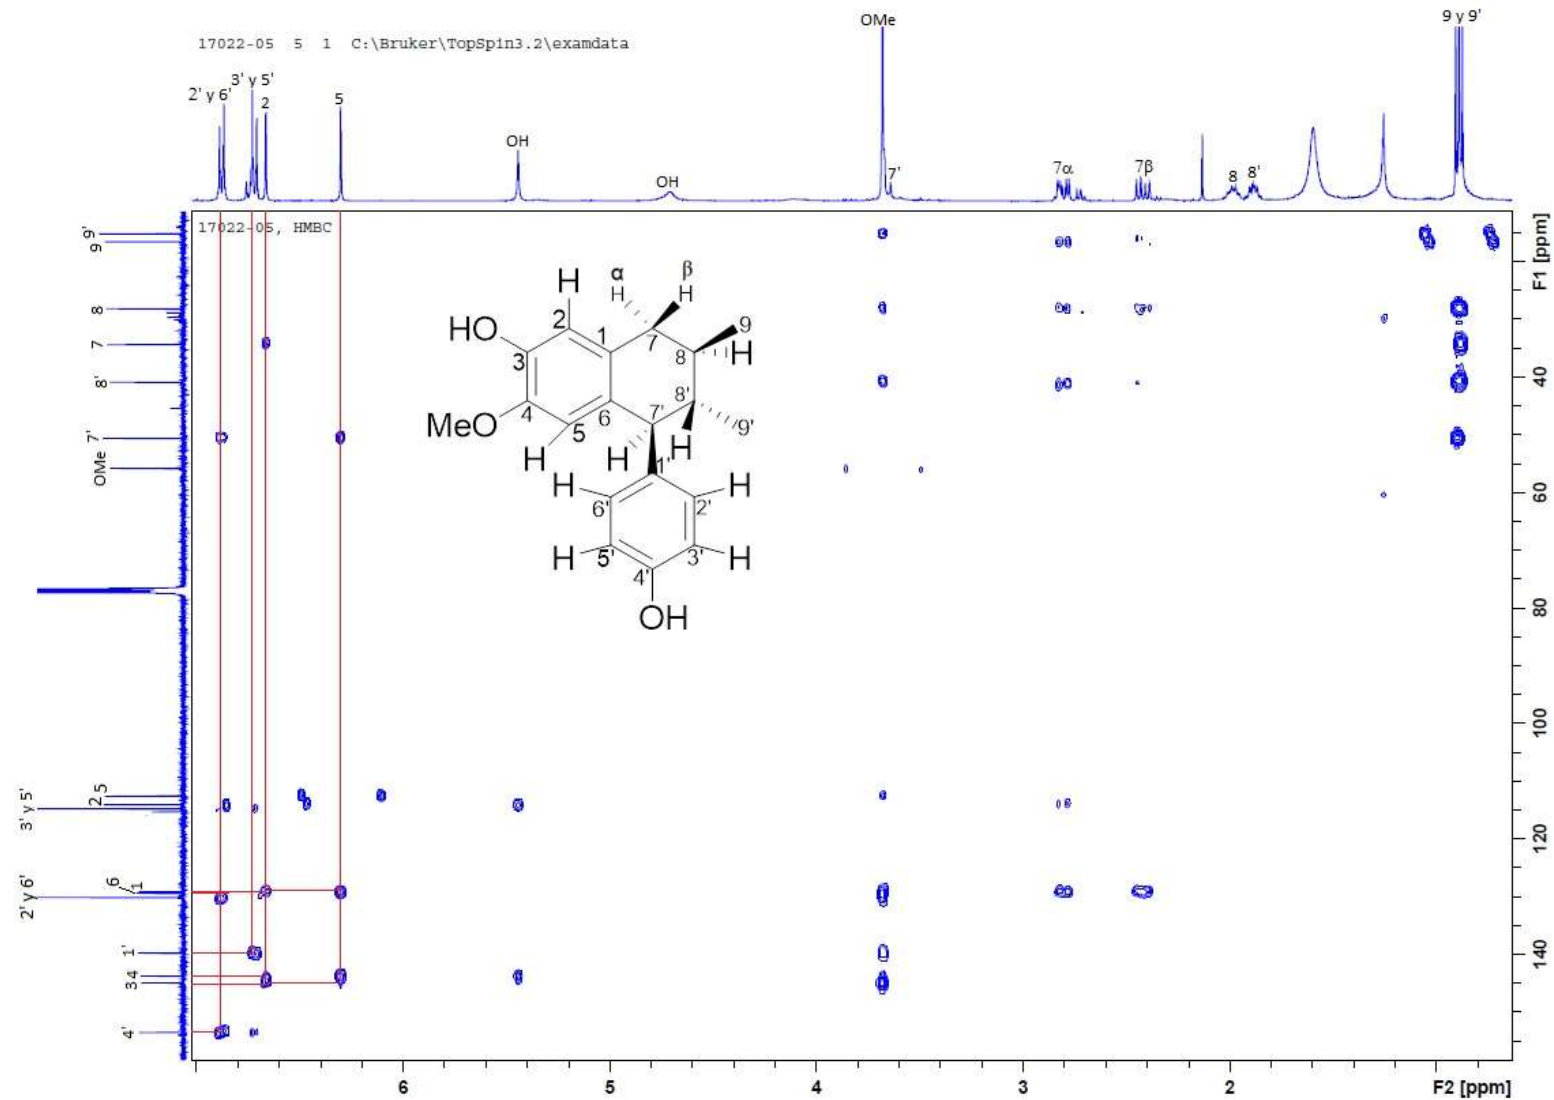 17022-05 5 1 C:\Bruker\TopSpin3.2\examdata
2' y 6'
3' y 5'
2
5
OH
OH
OMe
7'
7α
7β
8
8'
9 y 9'
17022-05, HMBC
9'
9
8
7
8'
7'
OMe
3' y 5'
2
5
2' y 6'
6
1
1'
3
4
4'
H
α
H
β
H
2
1
7
9
HO
3
8
H
4
6
8'
MeO
5
7'
9'
H
H
H
1'
H
H
6'
2'
H
5'
3'
H
4'
OH
F1 [ppm]
40
60
80
100
120
140
6
5
4
3
2
F2 [ppm]